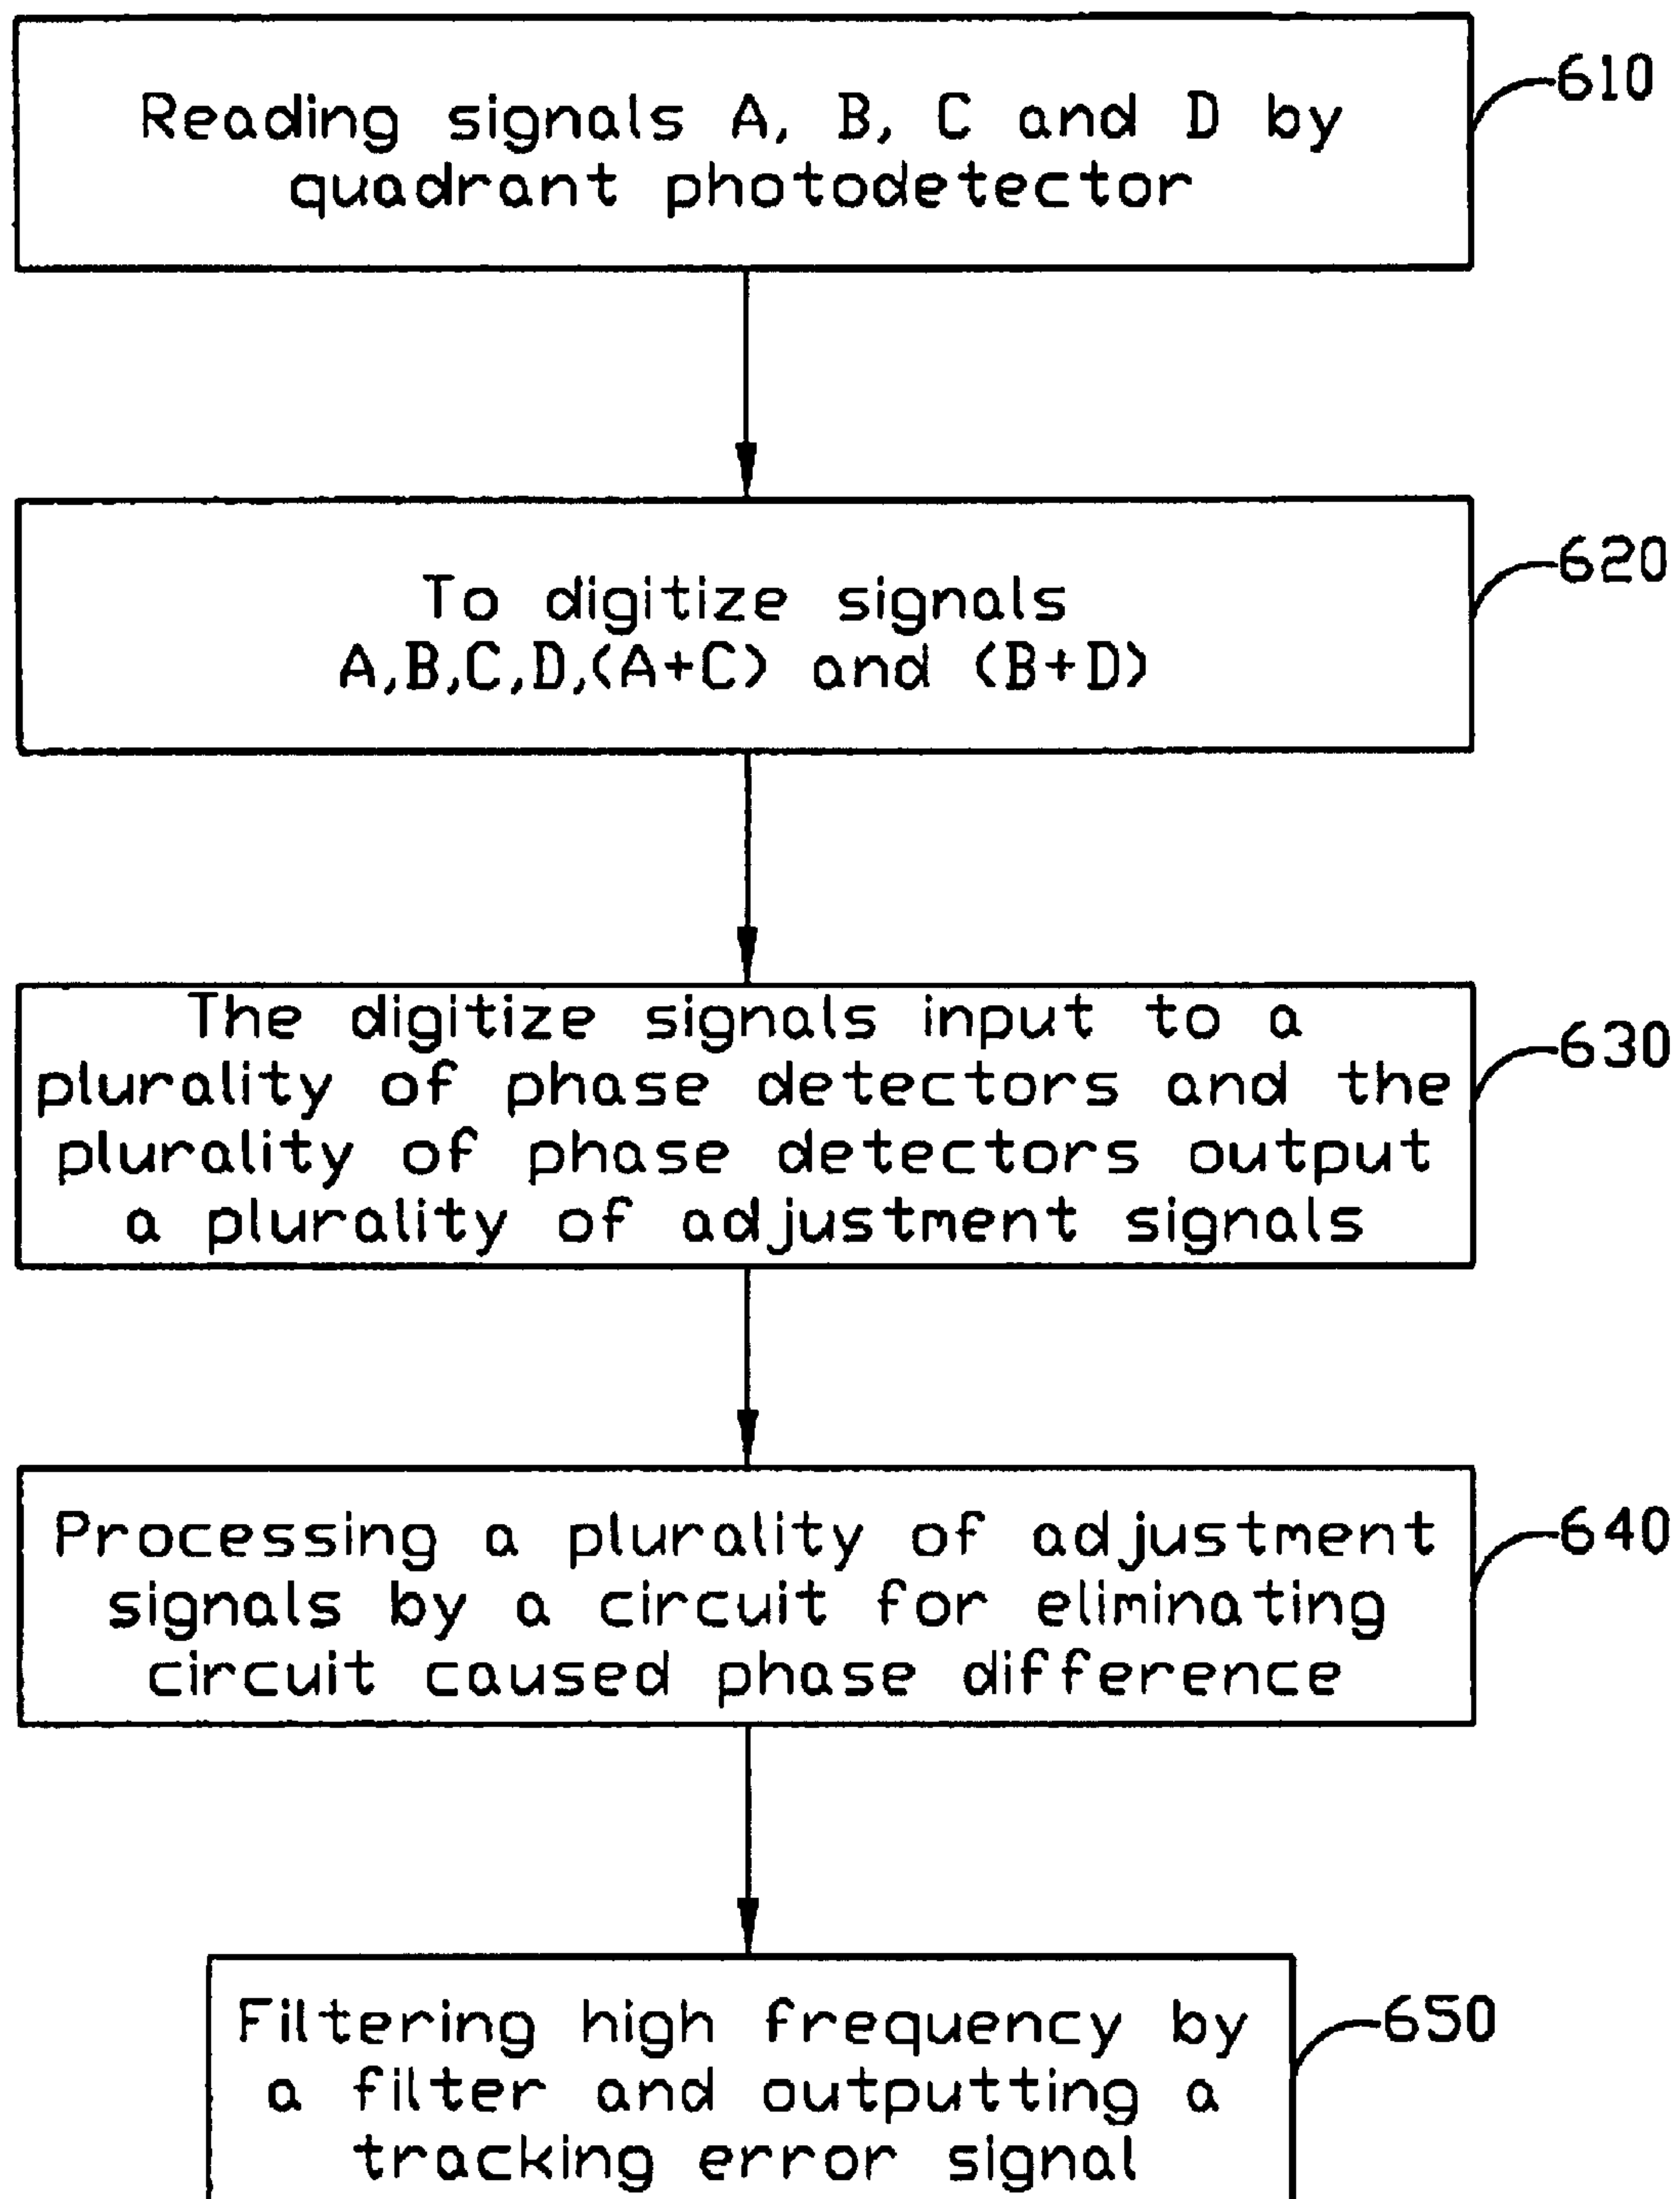 Reading signals A, B, C and D by
quadrant photodetector
610
To digitize signals
A,B,C,D,(A+C) and (B+D)
620
The digitize signals input to a
plurality of phase detectors and the
plurality of phase detectors output
a plurality of adjustment signals
630
Processing a plurality of adjustment
signals by a circuit for eliminating
circuit caused phase difference
640
Filtering high frequency by
a filter and outputting a
tracking error signal
650